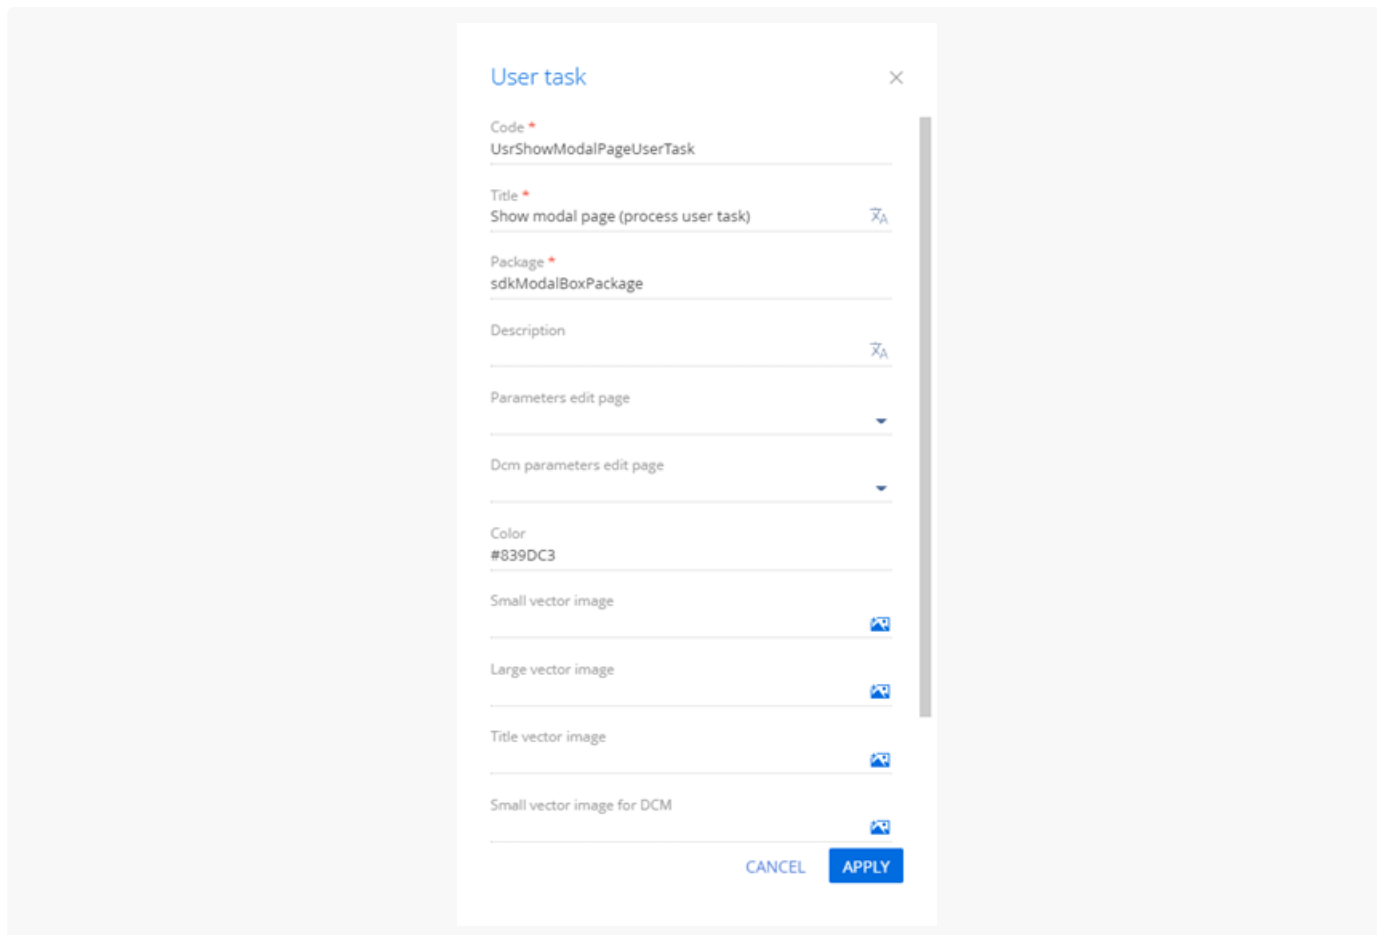 User task
Code *
UsrShowModalPageUserTask
Title *
Show modal page (process user task)
Package *
sdkModalBoxPackage
Description
Parameters edit page
Dcm parameters edit page
Color
#839DC3
Small vector image
Large vector image
Title vector image
Small vector image for DCM
CANCEL APPLY